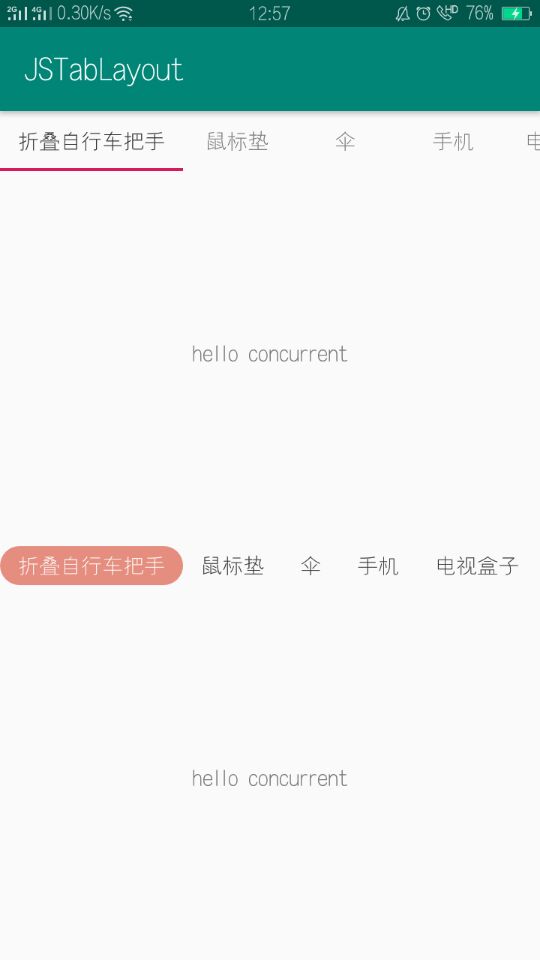 2G 4G 0.30K/s 12:57 HD 76%
JSTabLayout
折叠自行车把手 鼠标垫 伞 手机
hello concurrent
折叠自行车把手 鼠标垫 伞 手机 电视盒子
hello concurrent